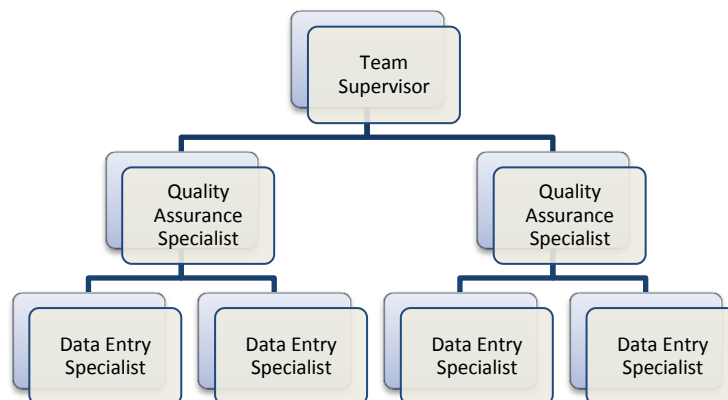 Team
Supervisor
Quality
Assurance
Specialist
Quality
Assurance
Specialist
Data Entry
Specialist
Data Entry
Specialist
Data Entry
Specialist
Data Entry
Specialist